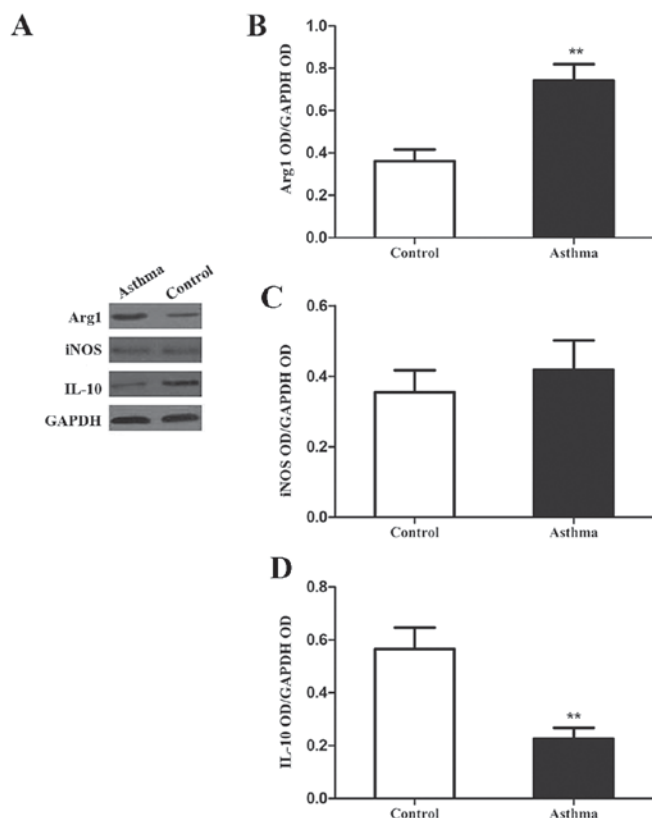 A
Asthma Control
Arg1
iNOS
IL-10
GAPDH
B
Arg1 OD/GAPDH OD
1.0
0.8
0.6
0.4
0.2
0.0
**
Control Asthma
C
iNOS OD/GAPDH OD
0.6
0.4
0.2
0.0
Control Asthma
D
IL-10 OD/GAPDH OD
0.8
0.6
0.4
0.2
0.0
**
Control Asthma